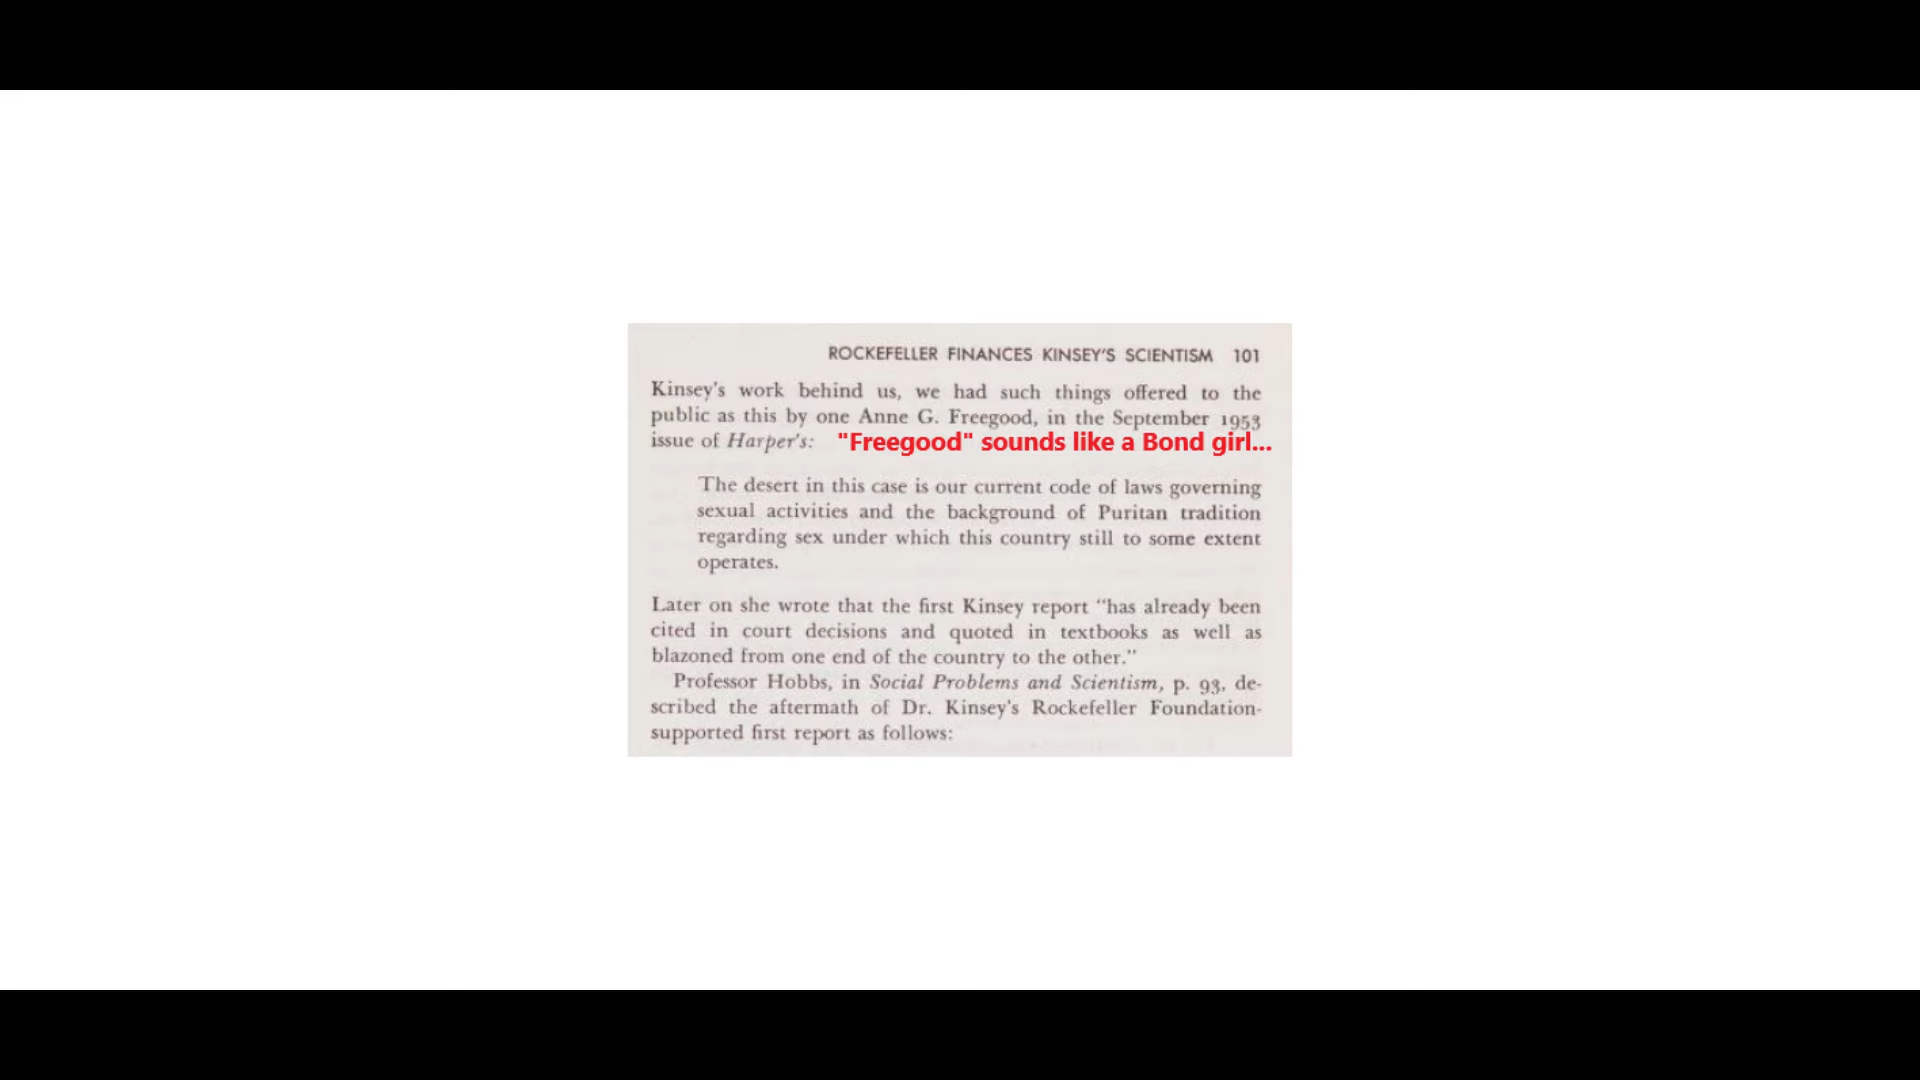 ROCKEFELLER FINANCES KINSEY'S SCIENTISM 101
Kinsey's work behind us, we had such things offered to the
public as this by one Anne G. Freegood, in the September 1953
issue of Harper's: "Freegood" sounds like a Bond girl...
The desert in this case is our current code of laws governing
sexual activities and the background of Puritan tradition
regarding sex under which this country still to some extent
operates.
Later on she wrote that the first Kinsey report "has already been
cited in court decisions and quoted in textbooks as well as
blazoned from one end of the country to the other."
Professor Hobbs, in Social Problems and Scientism, p. 93, de-
scribed the aftermath of Dr. Kinsey's Rockefeller Foundation-
supported first report as follows: